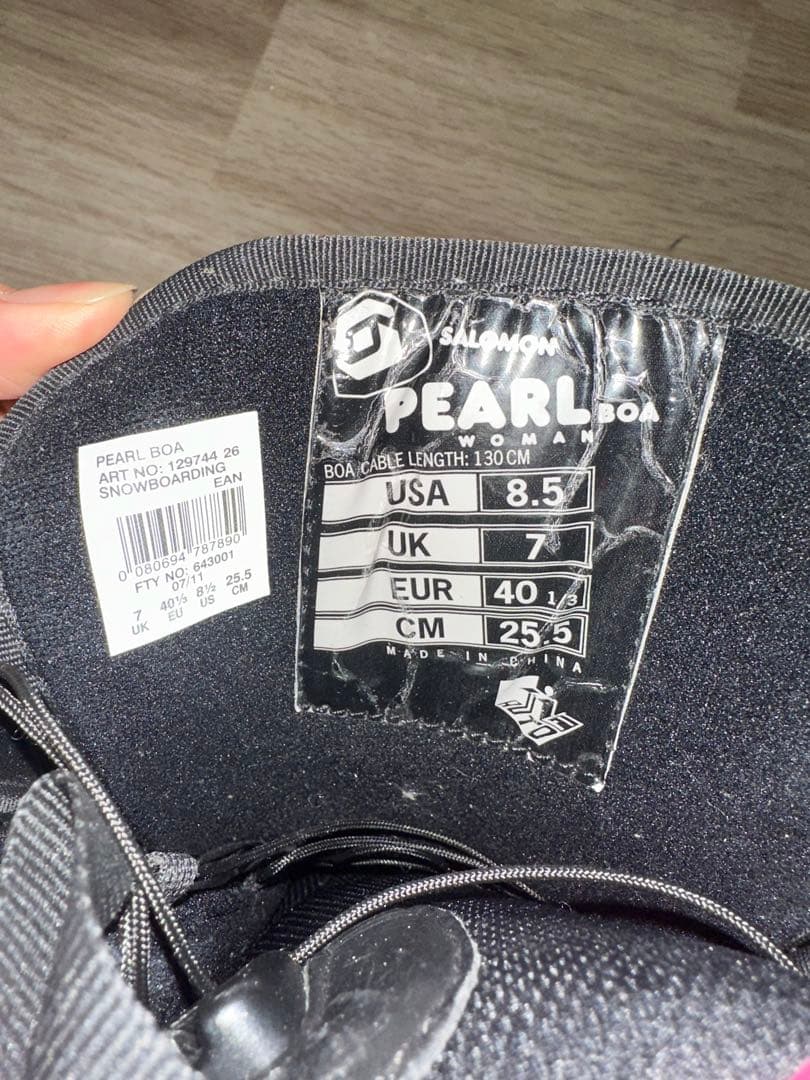 PEARL BOA
ART NO: 129744 26
SNOWBOARDING
EAN
0 080694 787890
FTY NO: 643001
07/11
7 40⅓ 8½ 25.5
UK EU US CM
SALOMON
PEARL BOA
WOMAN
BOA CABLE LENGTH: 130 CM
USA 8.5
UK 7
EUR 40 1/3
CM 25.5
MADE IN CHINA
AUTO